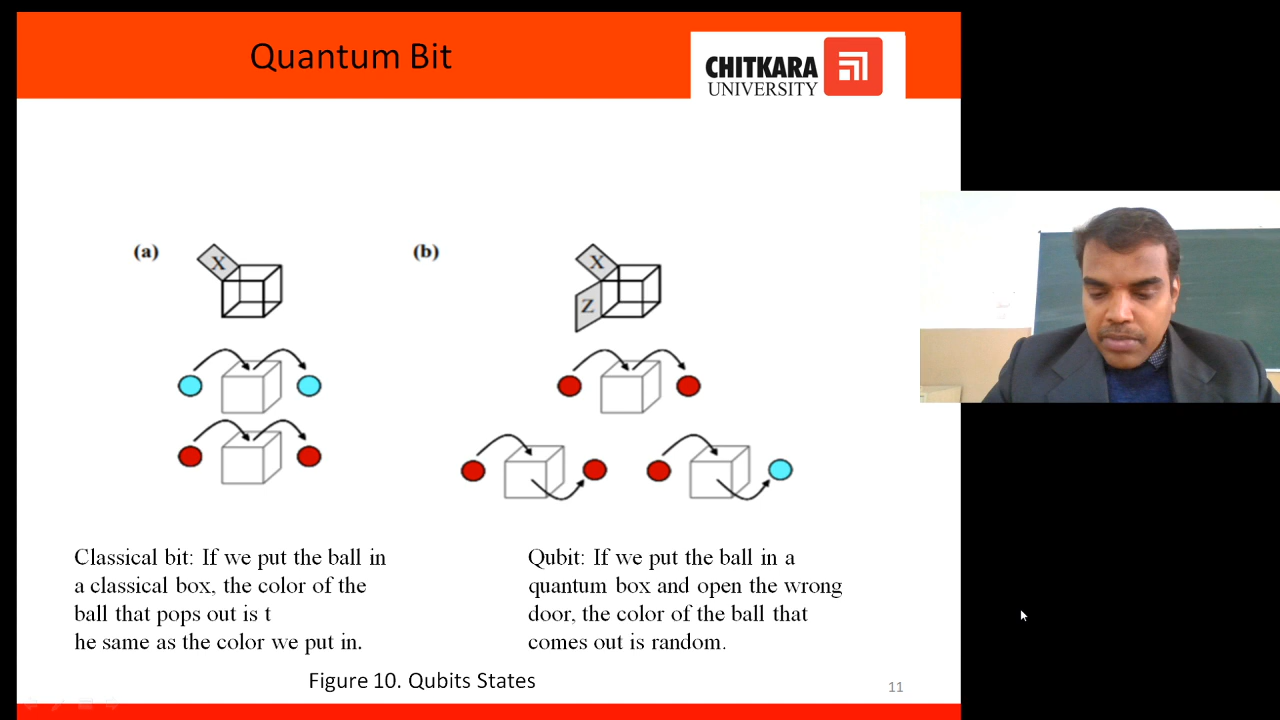 Quantum Bit
CHITKARA
UNIVERSITY
(a)
X
(b)
X
Z
Classical bit: If we put the ball in
a classical box, the color of the
ball that pops out is t
he same as the color we put in.
Qubit: If we put the ball in a
quantum box and open the wrong
door, the color of the ball that
comes out is random.
Figure 10. Qubits States
11